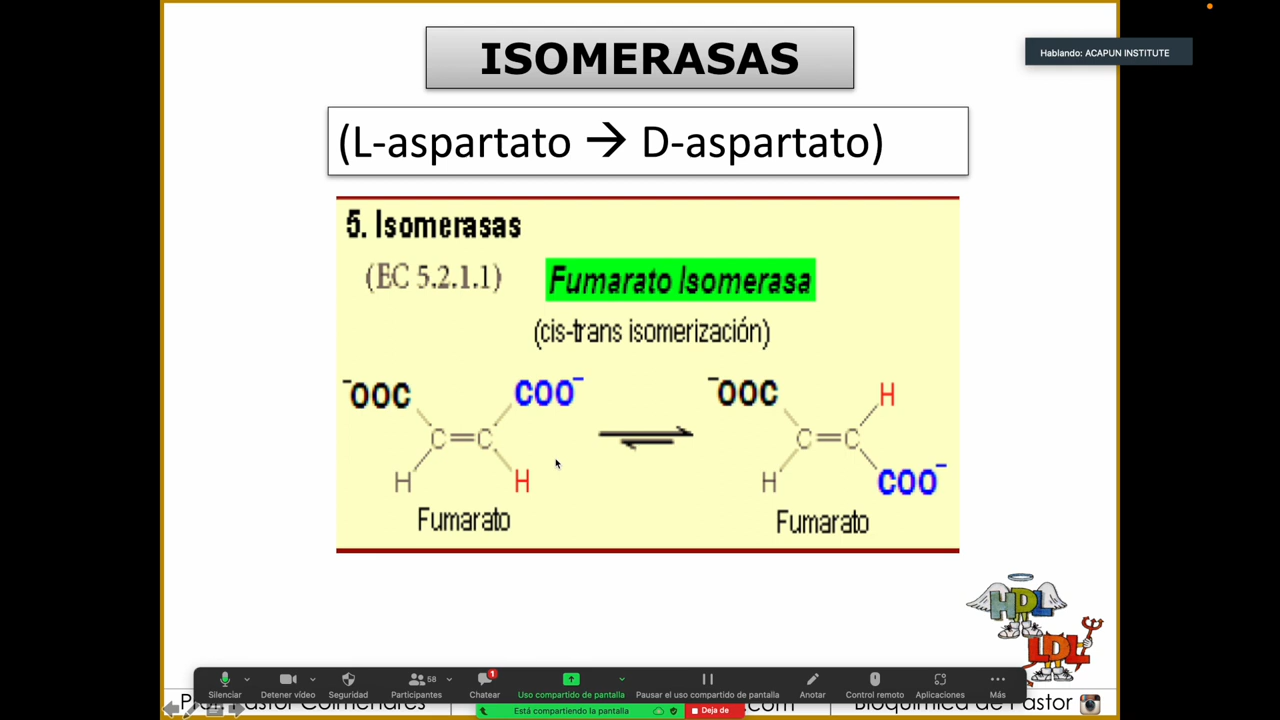 ISOMERASAS
Hablando: ACAPUN INSTITUTE
(L-aspartato → D-aspartato)
5. Isomerasas
(EC 5.2.1.1)
Fumarato Isomerasa
(cis-trans isomerización)
⁻OOC COO⁻ ⁻OOC H
C=C C=C
H H H COO⁻
Fumarato Fumarato
HDL
LDL
Silenciar Detener vídeo Seguridad Participantes 58 Chatear 1 Uso compartido de pantalla Pausar el uso compartido de pantalla Anotar Control remoto Aplicaciones Más
Está compartiendo la pantalla Deja de
Colmenares .com Bioquímica de Pastor